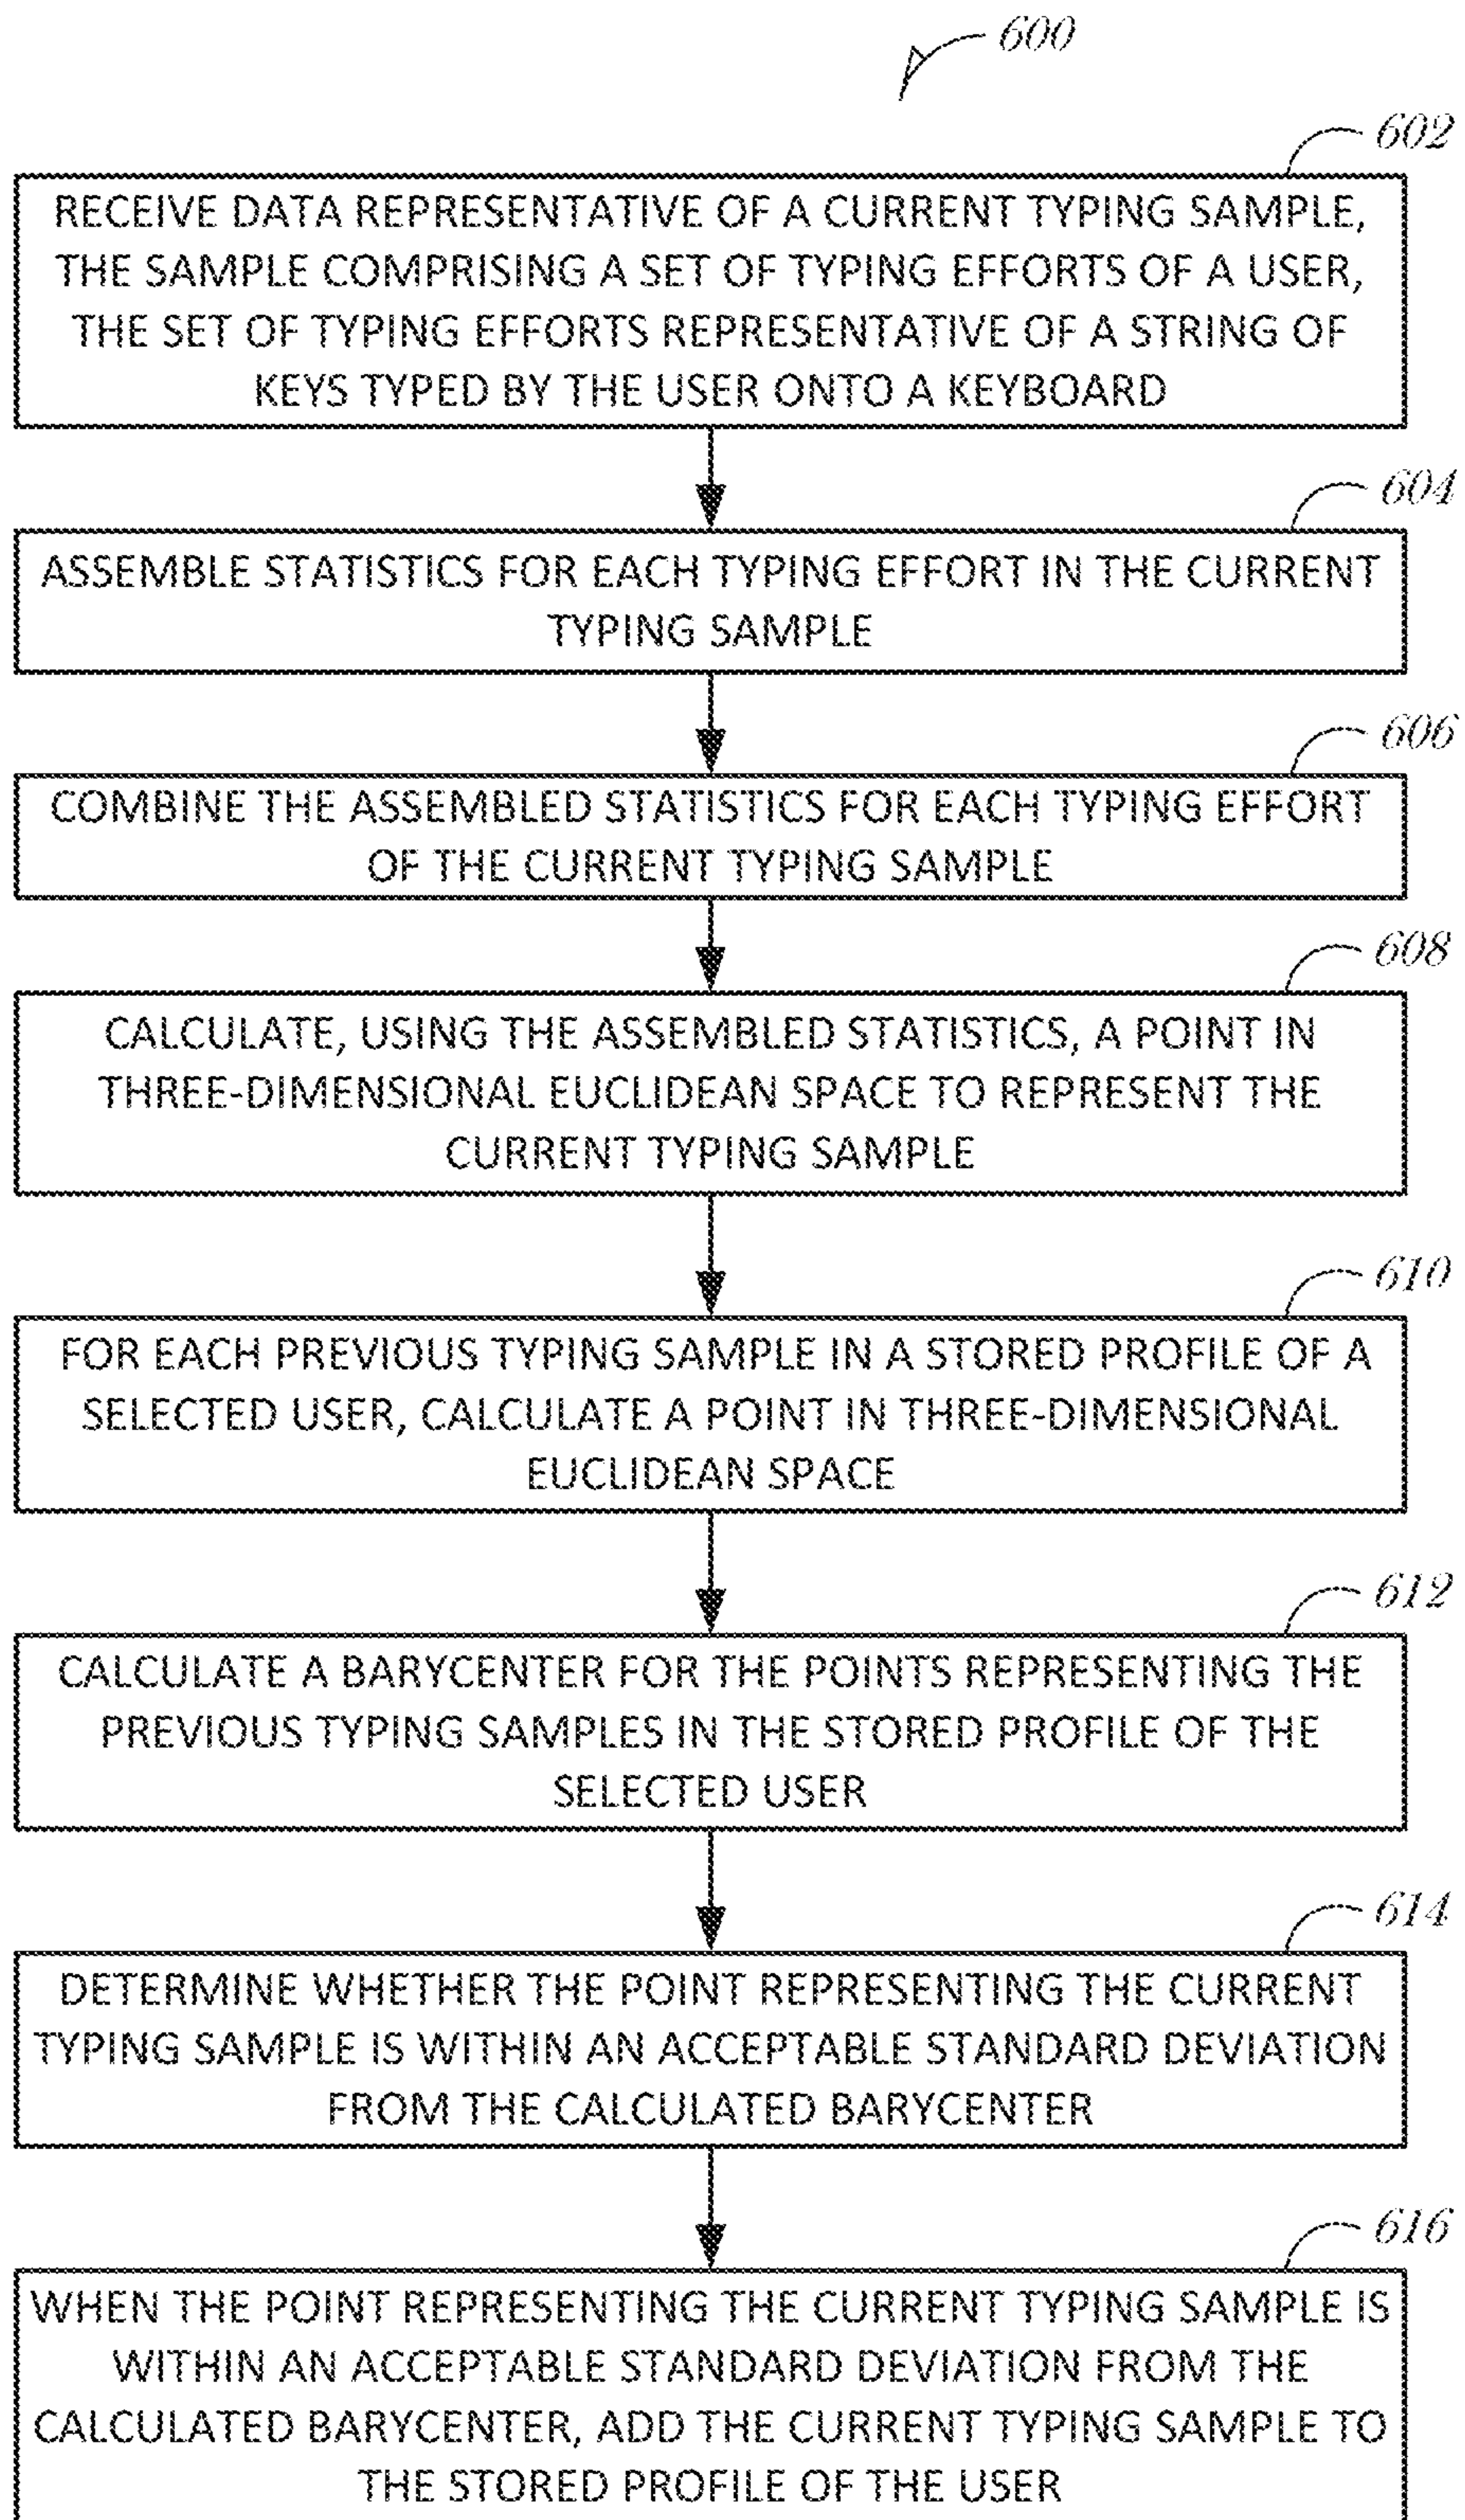 600
602
RECEIVE DATA REPRESENTATIVE OF A CURRENT TYPING SAMPLE,
THE SAMPLE COMPRISING A SET OF TYPING EFFORTS OF A USER,
THE SET OF TYPING EFFORTS REPRESENTATIVE OF A STRING OF
KEYS TYPED BY THE USER ONTO A KEYBOARD
604
ASSEMBLE STATISTICS FOR EACH TYPING EFFORT IN THE CURRENT
TYPING SAMPLE
606
COMBINE THE ASSEMBLED STATISTICS FOR EACH TYPING EFFORT
OF THE CURRENT TYPING SAMPLE
608
CALCULATE, USING THE ASSEMBLED STATISTICS, A POINT IN
THREE-DIMENSIONAL EUCLIDEAN SPACE TO REPRESENT THE
CURRENT TYPING SAMPLE
610
FOR EACH PREVIOUS TYPING SAMPLE IN A STORED PROFILE OF A
SELECTED USER, CALCULATE A POINT IN THREE-DIMENSIONAL
EUCLIDEAN SPACE
612
CALCULATE A BARYCENTER FOR THE POINTS REPRESENTING THE
PREVIOUS TYPING SAMPLES IN THE STORED PROFILE OF THE
SELECTED USER
614
DETERMINE WHETHER THE POINT REPRESENTING THE CURRENT
TYPING SAMPLE IS WITHIN AN ACCEPTABLE STANDARD DEVIATION
FROM THE CALCULATED BARYCENTER
616
WHEN THE POINT REPRESENTING THE CURRENT TYPING SAMPLE IS
WITHIN AN ACCEPTABLE STANDARD DEVIATION FROM THE
CALCULATED BARYCENTER, ADD THE CURRENT TYPING SAMPLE TO
THE STORED PROFILE OF THE USER